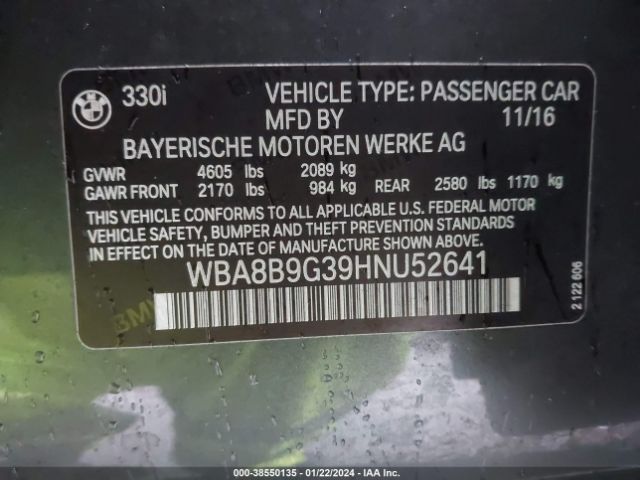 BMW 330i VEHICLE TYPE: PASSENGER CAR
MFD BY 11/16
BAYERISCHE MOTOREN WERKE AG
GVWR 4605 lbs 2089 kg
GAWR FRONT 2170 lbs 984 kg REAR 2580 lbs 1170 kg
THIS VEHICLE CONFORMS TO ALL APPLICABLE U.S. FEDERAL MOTOR
VEHICLE SAFETY, BUMPER AND THEFT PREVENTION STANDARDS
IN EFFECT ON THE DATE OF MANUFACTURE SHOWN ABOVE.
WBA8B9G39HNU52641
2 122 606
VEHICLE: 0 - 38550135 - 01/22/2024 - IAA Inc.